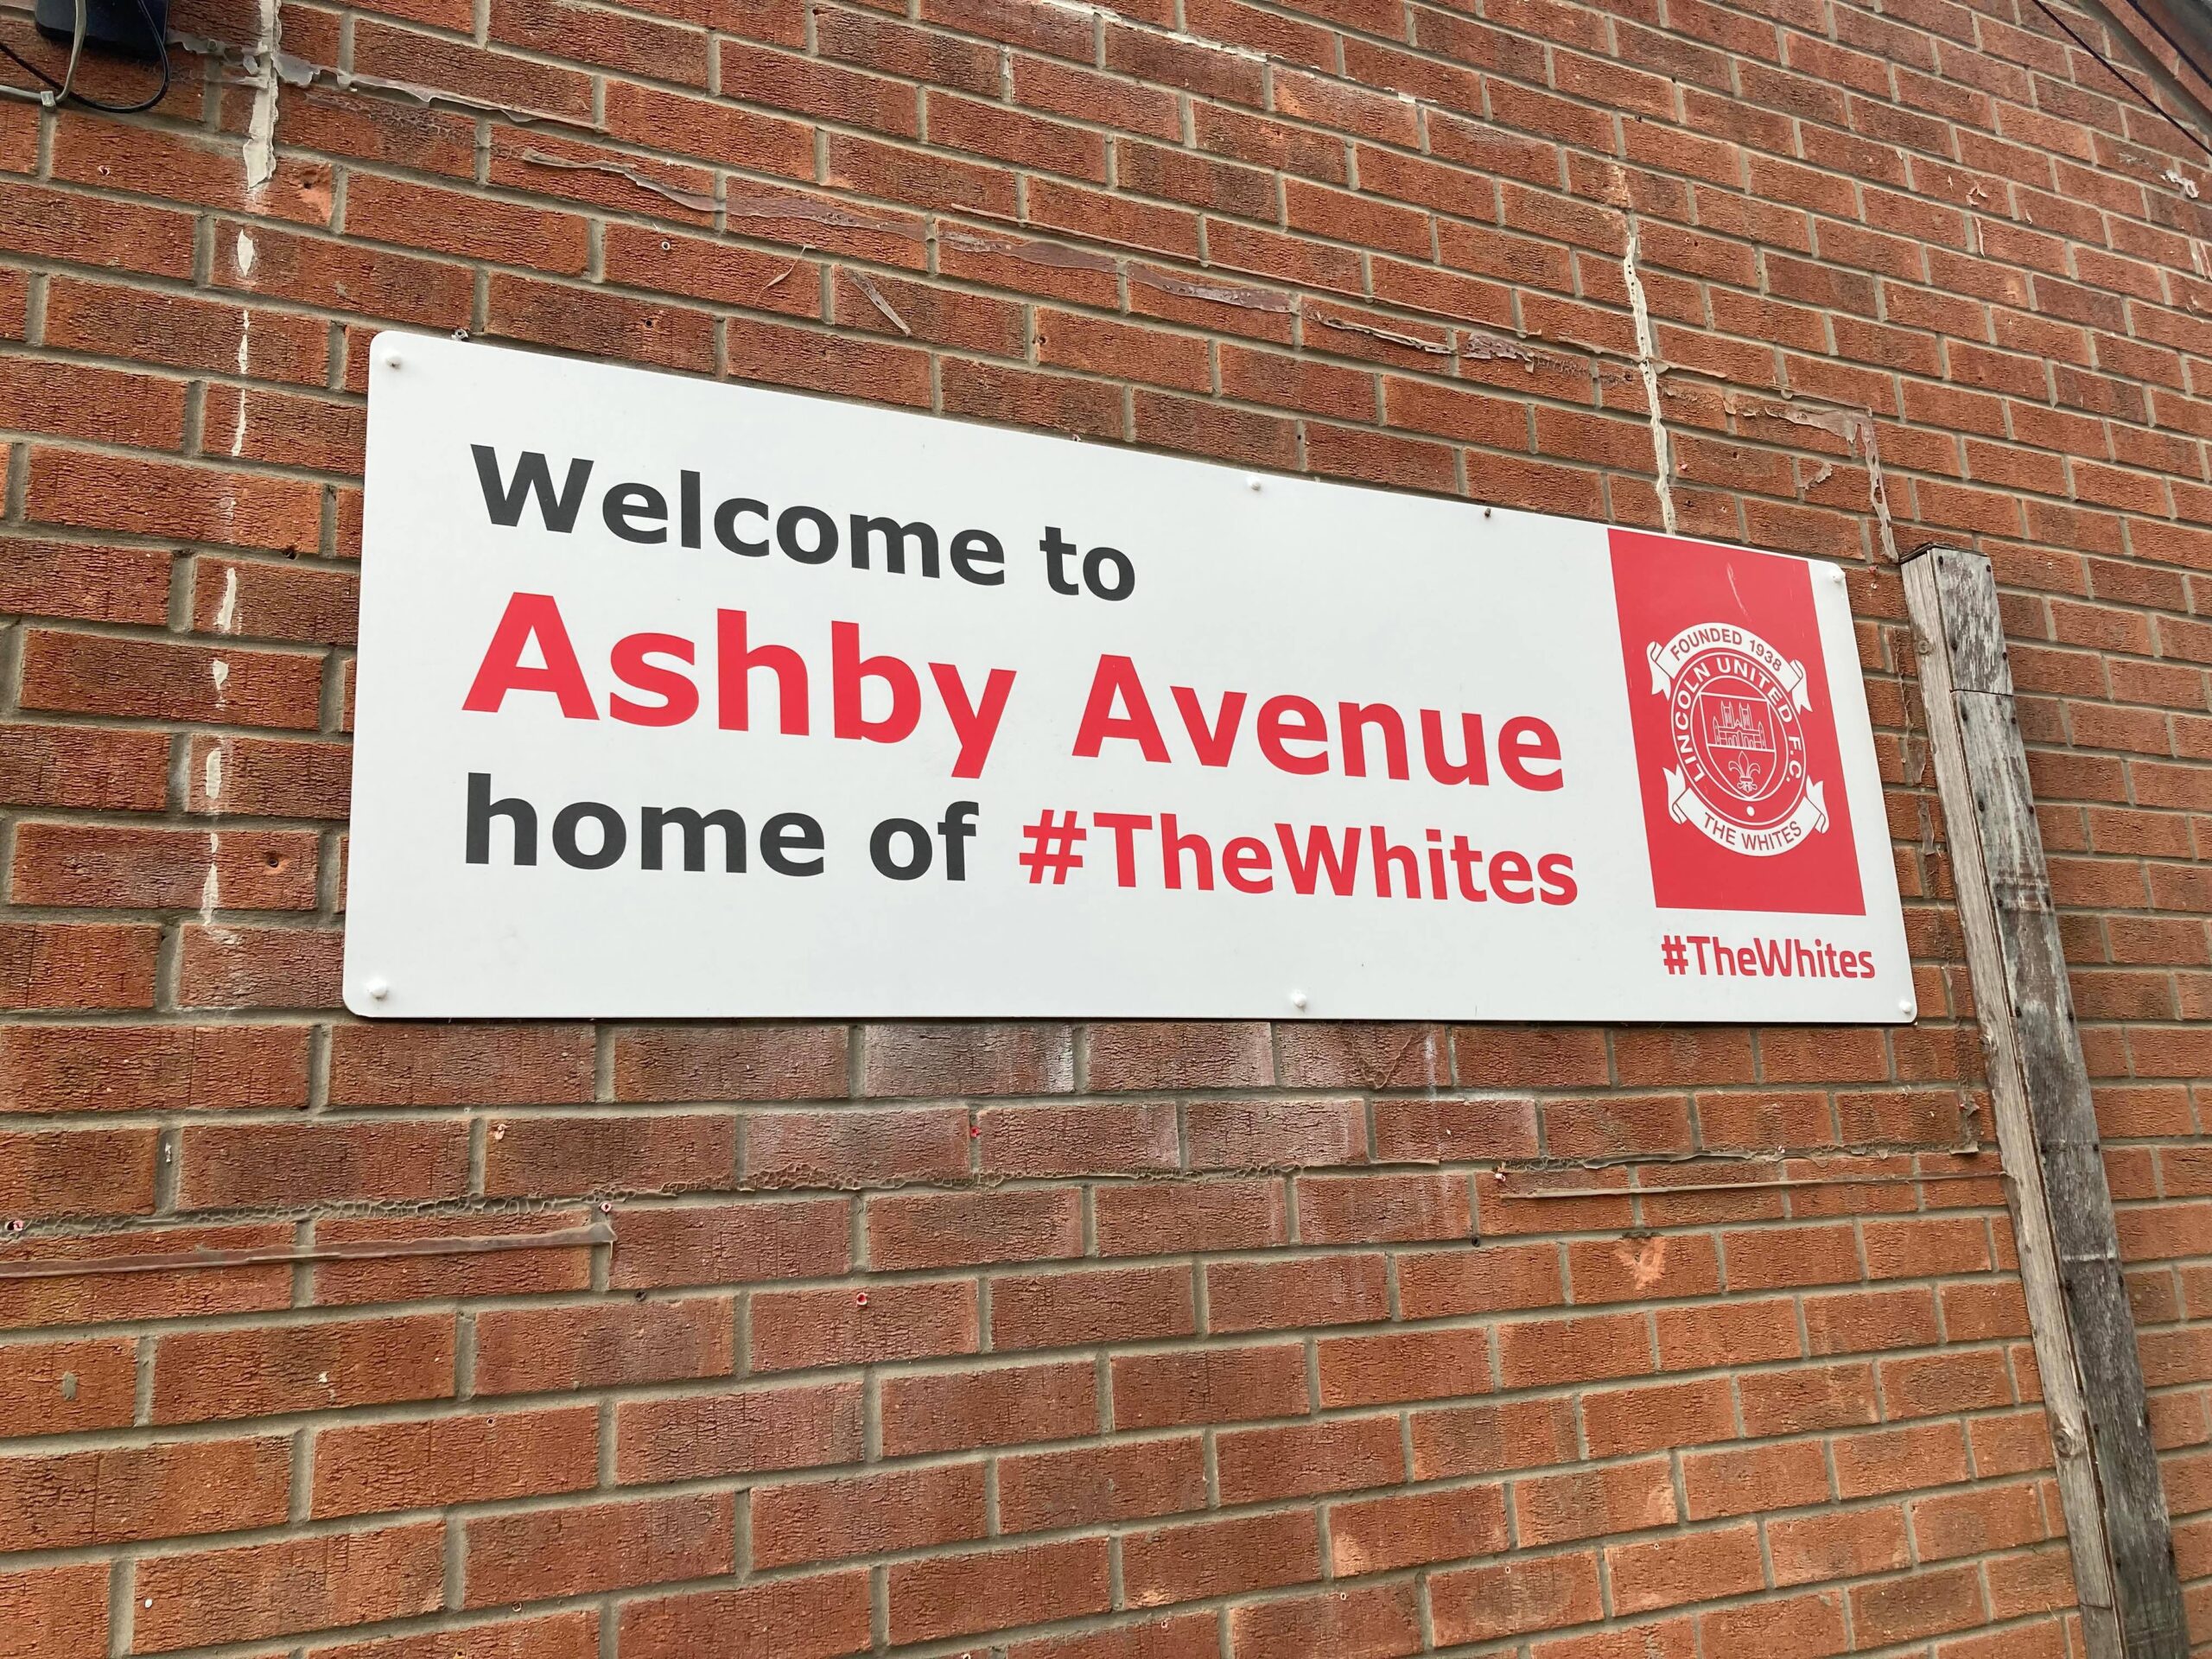 Welcome to
Ashby Avenue
home of #TheWhites
FOUNDED 1938
LINCOLN UNITED F.C.
THE WHITES
#TheWhites